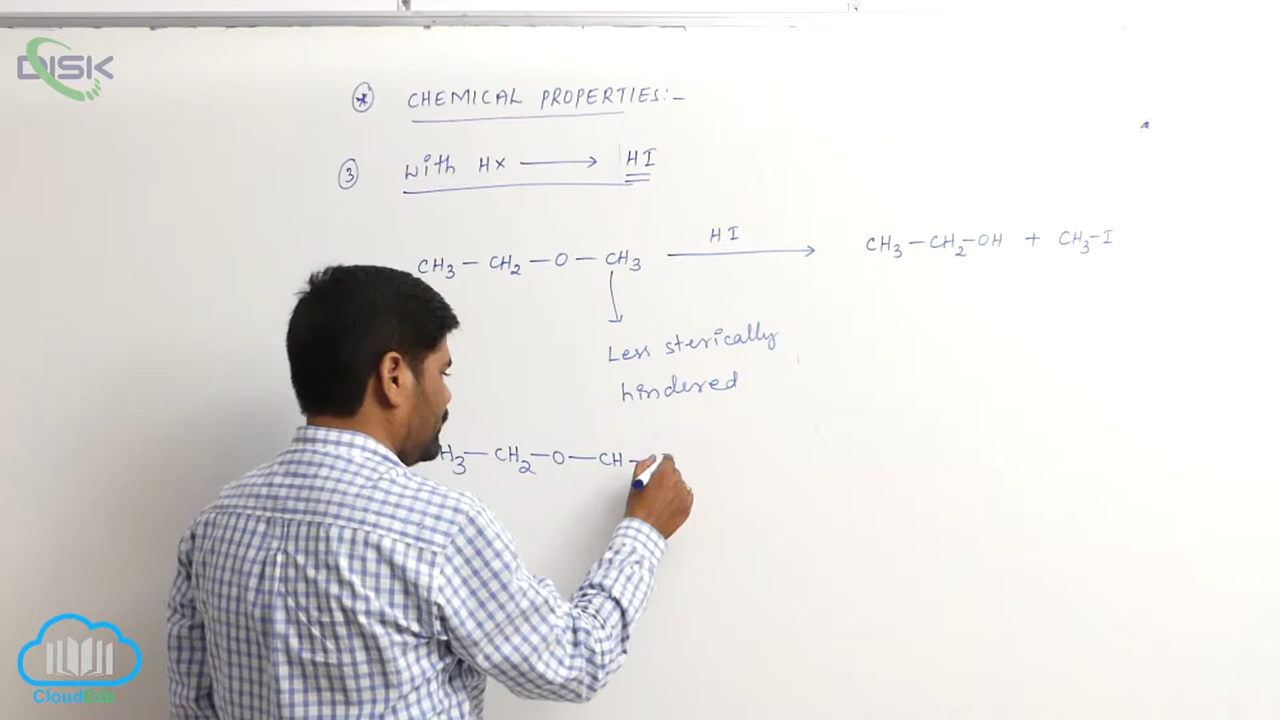 DISK
* CHEMICAL PROPERTIES:-
3 With HX ⟶ HI
CH3 — CH2 — O — CH3 HI ⟶ CH3 — CH2 — OH + CH3 — I
Less sterically
hindered
H3 — CH2 — O — CH —
CloudEdz